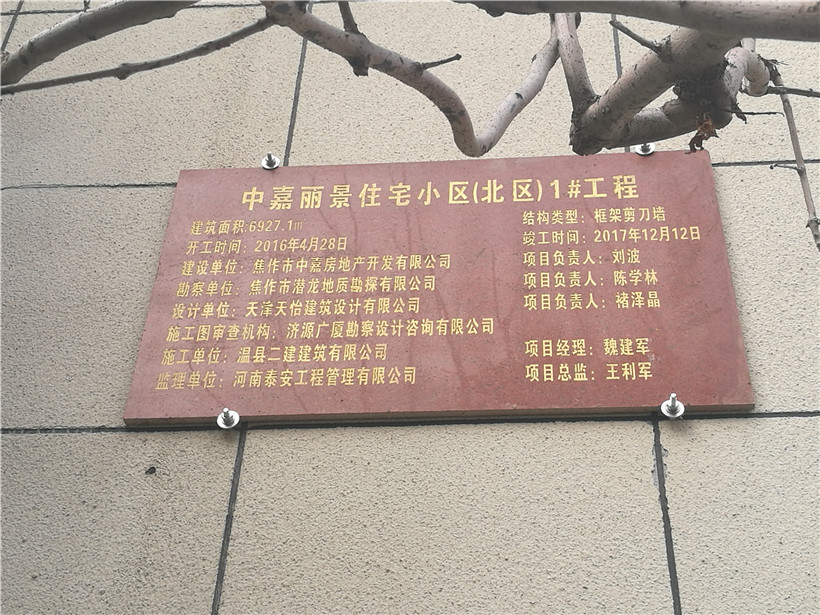 中嘉丽景住宅小区(北区)1#工程
建筑面积:6927.1㎡ 结构类型：框架剪刀墙
开工时间：2016年4月28日 竣工时间：2017年12月12日
建设单位：焦作市中嘉房地产开发有限公司 项目负责人：刘波
勘察单位：焦作市潜龙地质勘探有限公司 项目负责人：陈学林
设计单位：天津天怡建筑设计有限公司 项目负责人：褚泽晶
施工图审查机构：济源广厦勘察设计咨询有限公司
施工单位：温县二建建筑有限公司 项目经理：魏建军
监理单位：河南泰安工程管理有限公司 项目总监：王利军